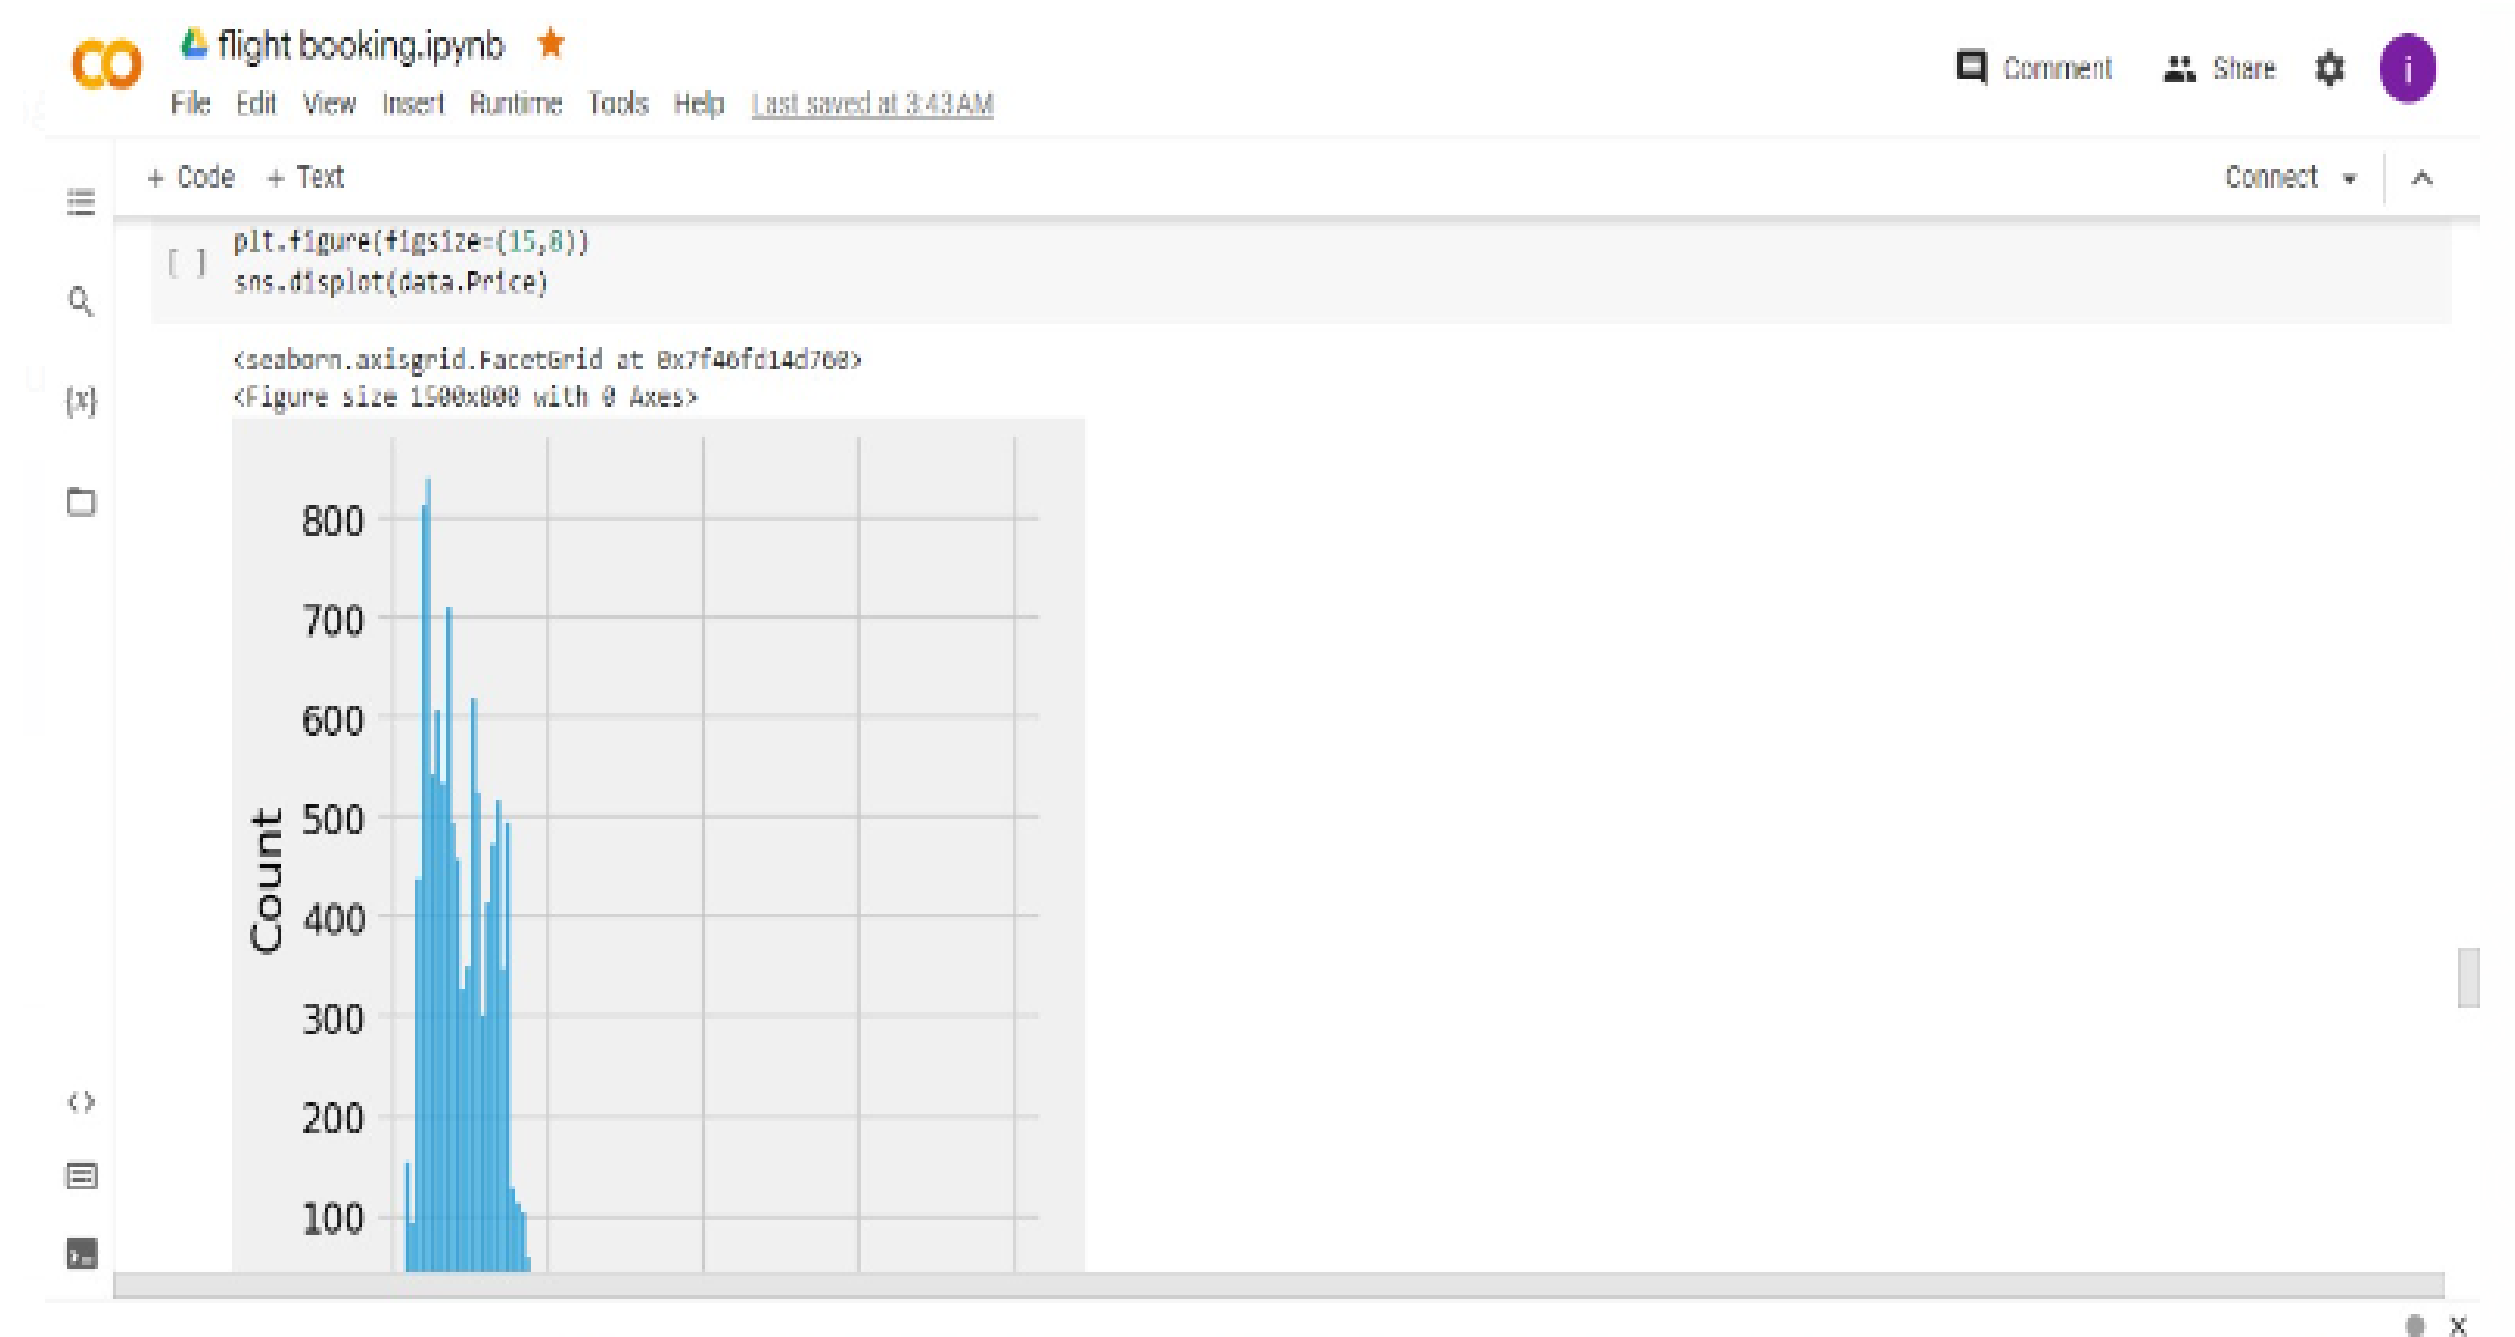 flight booking.ipynb
Comment Share i
File Edit View Insert Runtime Tools Help Last saved at 3:43 AM
+ Code + Text
Connect
[ ] plt.figure(figsize=(15,8))
sns.displot(data.Price)
<seaborn.axisgrid.FacetGrid at 0x7f46fd14d760>
<Figure size 1500x800 with 0 Axes>
{x}
800
700
600
500
Count
400
300
200
100